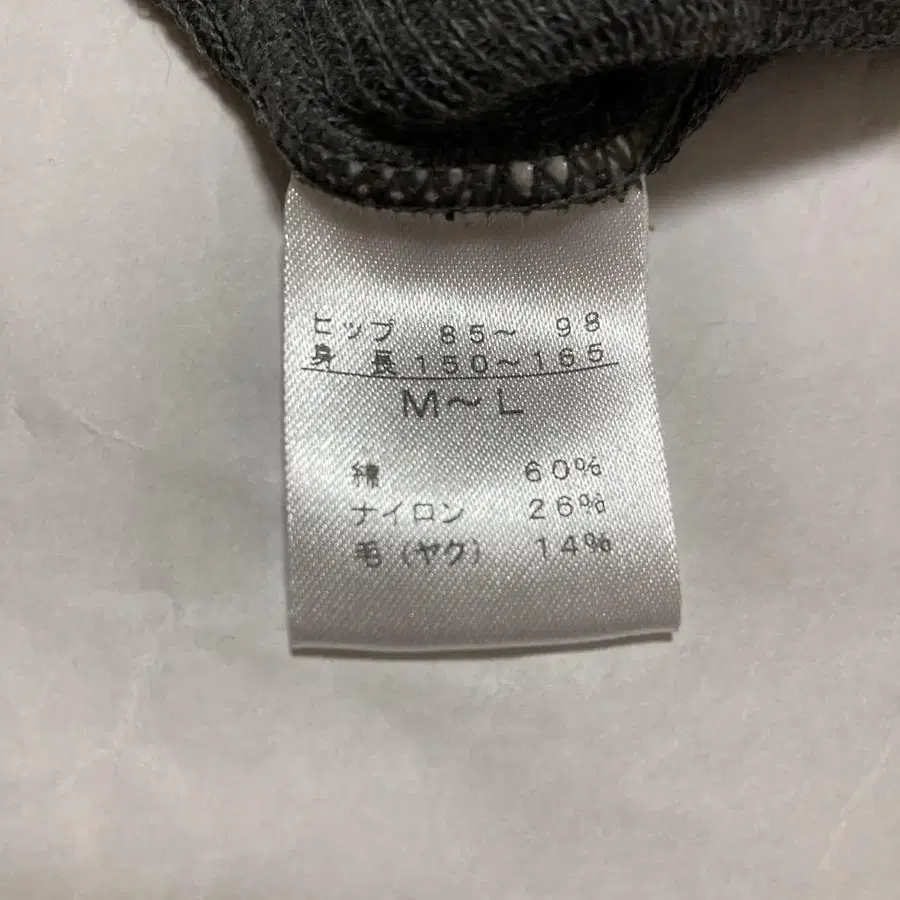 ヒップ 85〜 98
身 長 150〜165
M〜L
綿 60%
ナイロン 26%
毛(ヤク) 14%